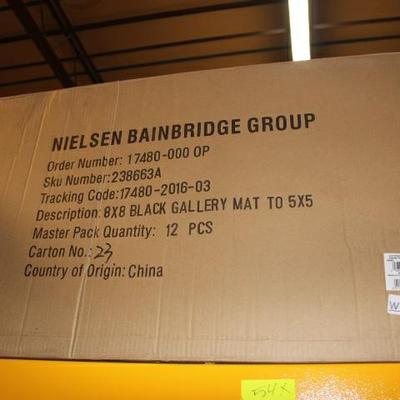 NIELSEN BAINBRIDGE GROUP
Order Number: 17480-000 OP
Sku Number: 238663A
Tracking Code: 17480-2016-03
Description: 8X8 BLACK GALLERY MAT TO 5X5
Master Pack Quantity: 12 PCS
Carton No.: 23
Country of Origin: China
W
54X